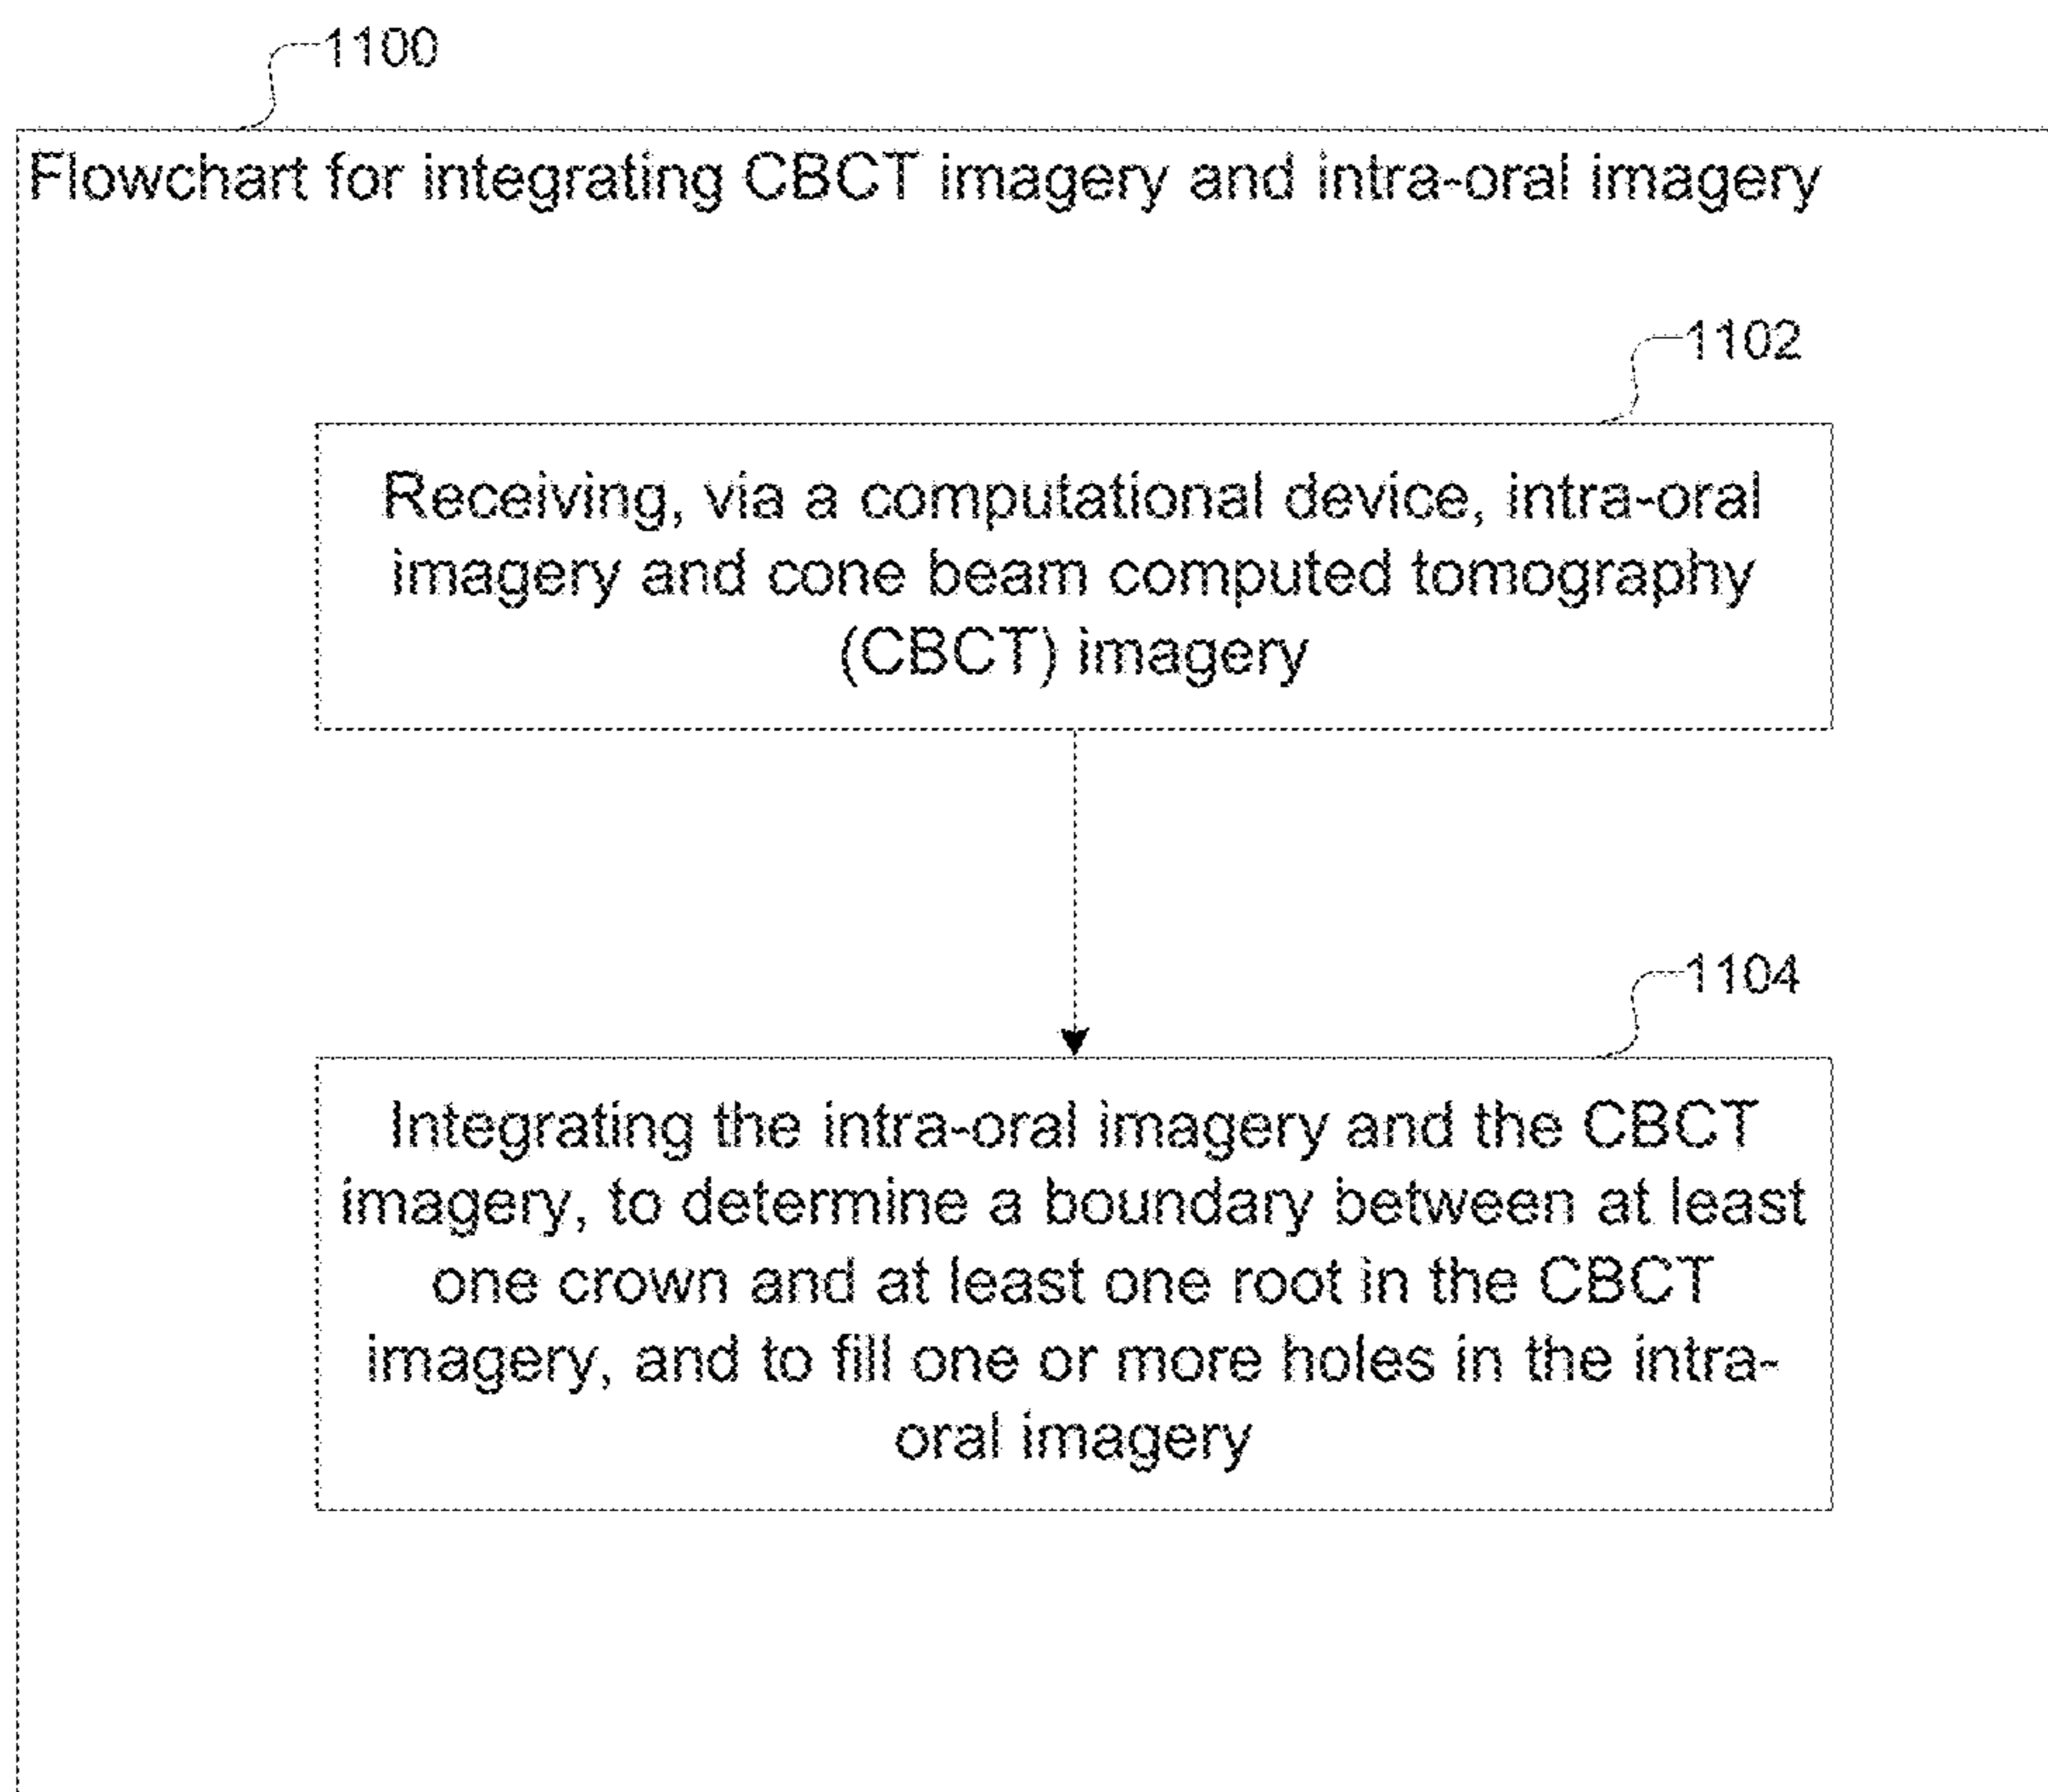 1100
Flowchart for integrating CBCT imagery and intra-oral imagery
1102
Receiving, via a computational device, intra-oral
imagery and cone beam computed tomography
(CBCT) imagery
1104
Integrating the intra-oral imagery and the CBCT
imagery, to determine a boundary between at least
one crown and at least one root in the CBCT
imagery, and to fill one or more holes in the intra-
oral imagery